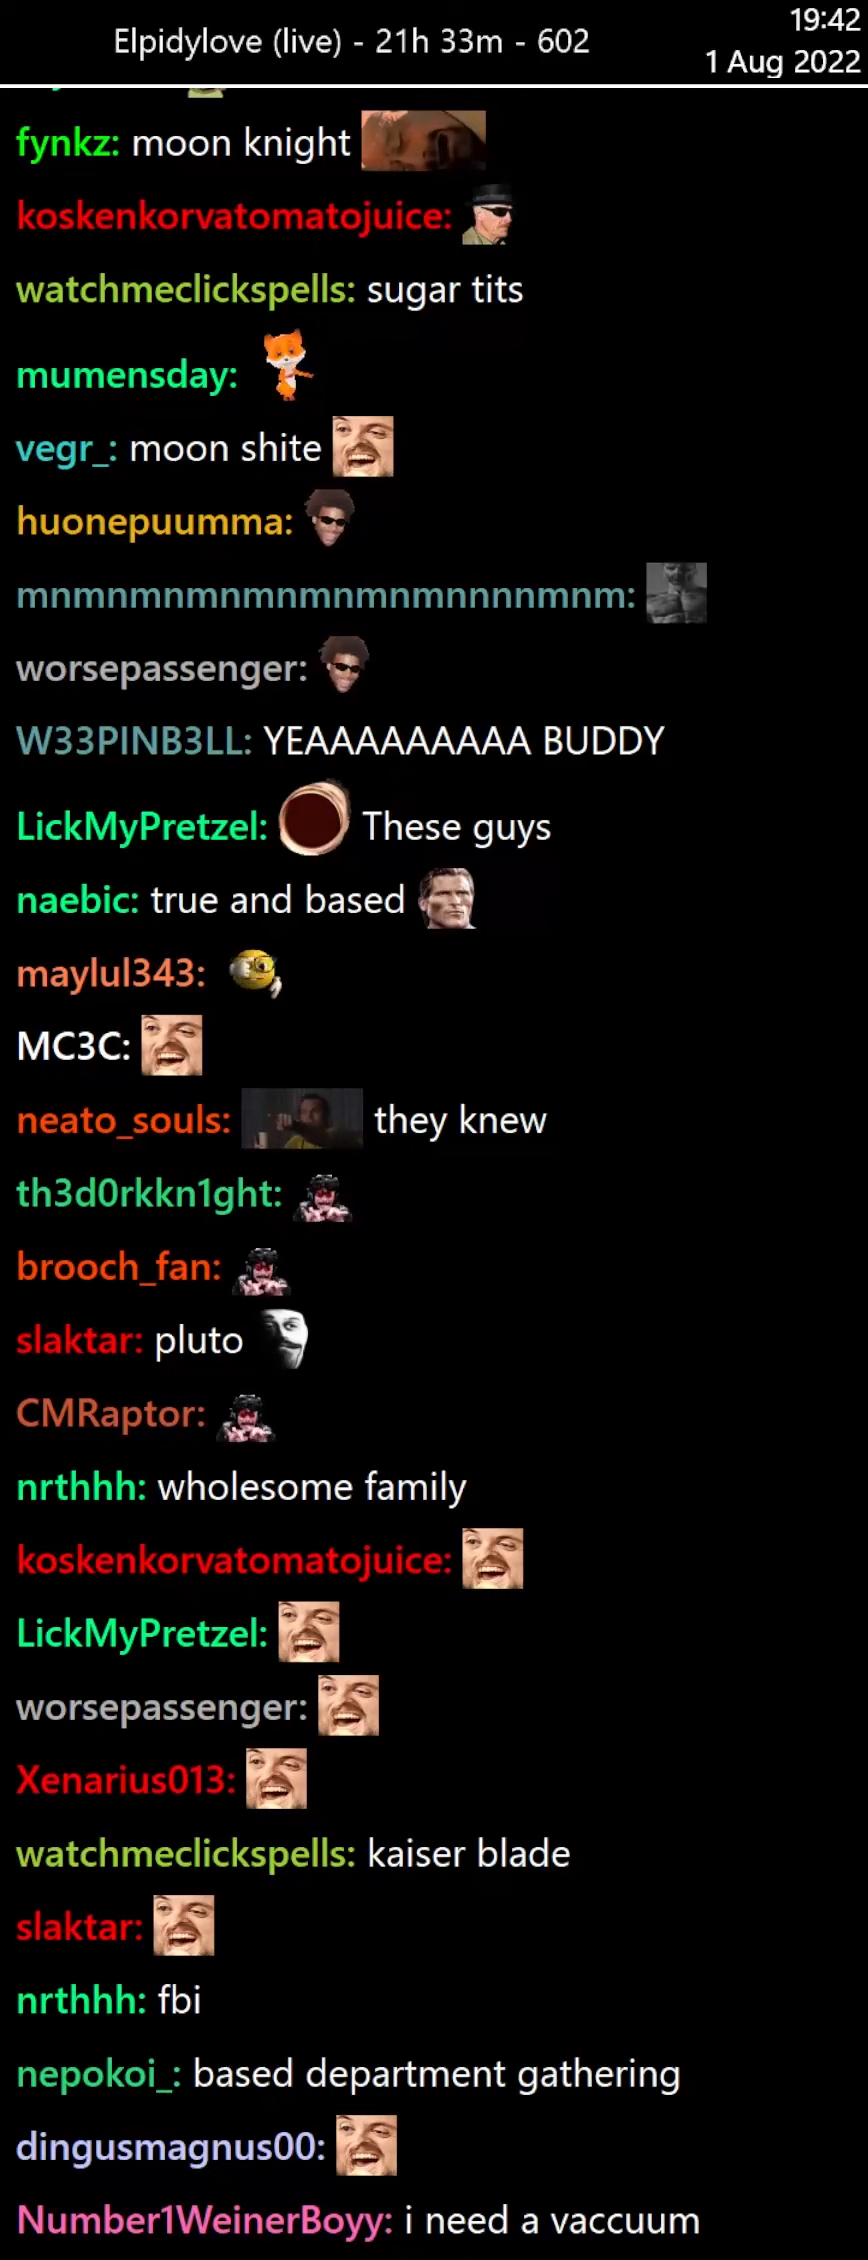 Elpidylove (live) - 21h 33m - 602
19:42
1 Aug 2022
fynkz: moon knight
koskenkorvatomatojuice:
watchmeclickspells: sugar tits
mumensday:
vegr_: moon shite
huonepuumma:
mnmnmnmnmnmnmnmnnnnmnm:
worsepassenger:
W33PINB3LL: YEAAAAAAAAA BUDDY
LickMyPretzel: These guys
naebic: true and based
maylul343:
MC3C:
neato_souls: they knew
th3d0rkkn1ght:
brooch_fan:
slaktar: pluto
CMRaptor:
nrthhh: wholesome family
koskenkorvatomatojuice:
LickMyPretzel:
worsepassenger:
Xenarius013:
watchmeclickspells: kaiser blade
slaktar:
nrthhh: fbi
nepokoi_: based department gathering
dingusmagnus00:
Number1WeinerBoyy: i need a vaccuum